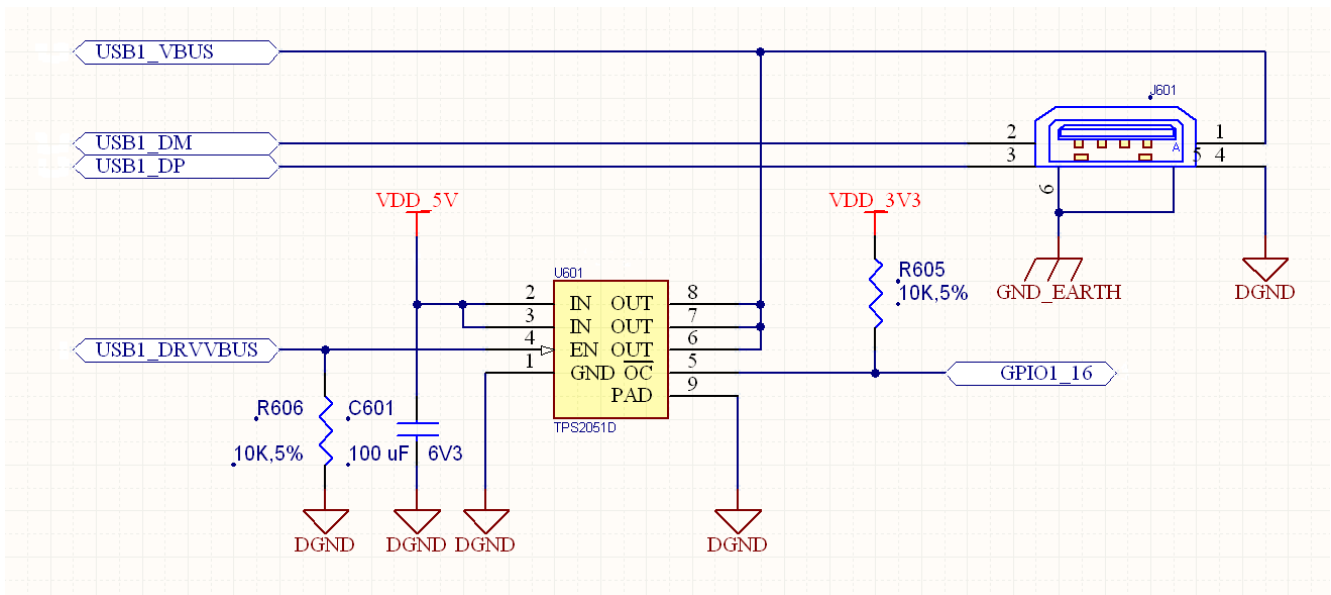 USB1_VBUS
J601
USB1_DM
2
1
A
USB1_DP
3
5
4
6
VDD_5V
VDD_3V3
R605
10K,5%
GND_EARTH
DGND
U601
2
IN
OUT
8
3
IN
OUT
7
USB1_DRVVBUS
4
EN
OUT
6
1
GND
OC
5
GPIO1_16
PAD
9
TPS2051D
R606
10K,5%
C601
100 uF
6V3
DGND
DGND
DGND
DGND